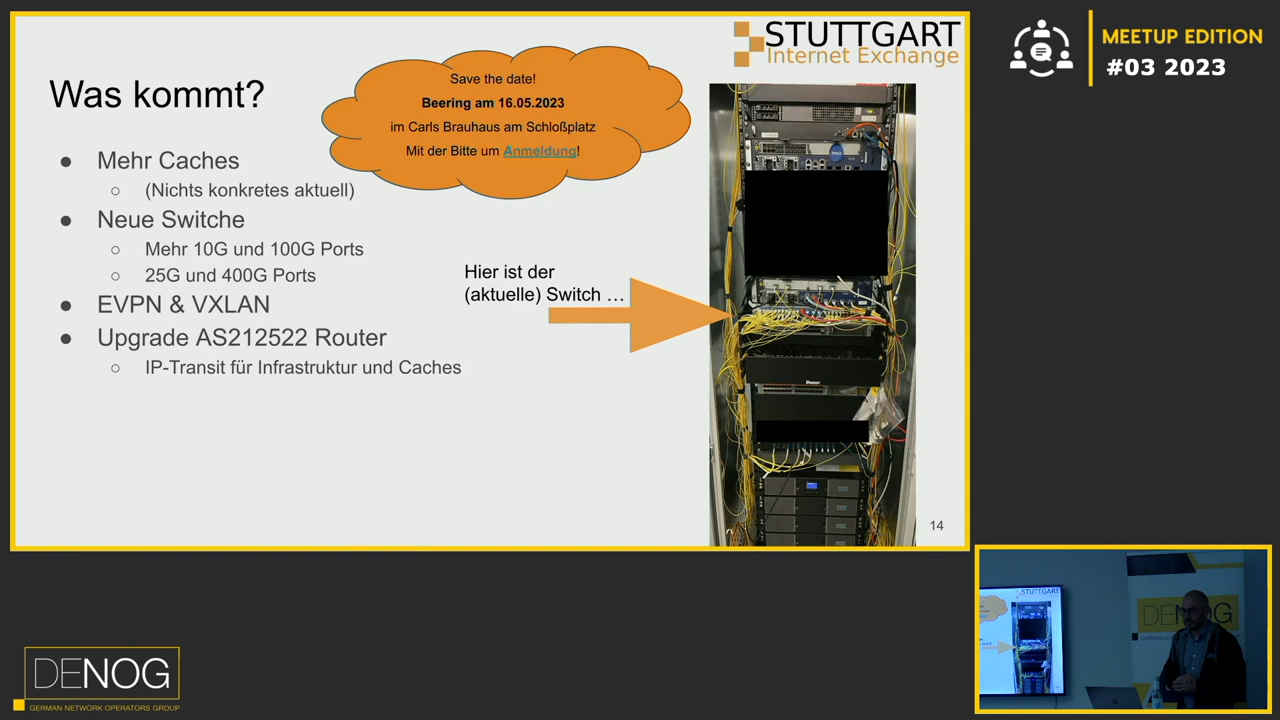 STUTTGART
Internet Exchange
MEETUP EDITION
#03 2023
Was kommt?
Save the date!
Beering am 16.05.2023
im Carls Brauhaus am Schloßplatz
Mit der Bitte um Anmeldung!
● Mehr Caches
○ (Nichts konkretes aktuell)
● Neue Switche
○ Mehr 10G und 100G Ports
○ 25G und 400G Ports
● EVPN & VXLAN
● Upgrade AS212522 Router
○ IP-Transit für Infrastruktur und Caches
Hier ist der
(aktuelle) Switch ...
14
STUTTGART
DENOG
DENOG
GERMAN NETWORK OPERATORS GROUP